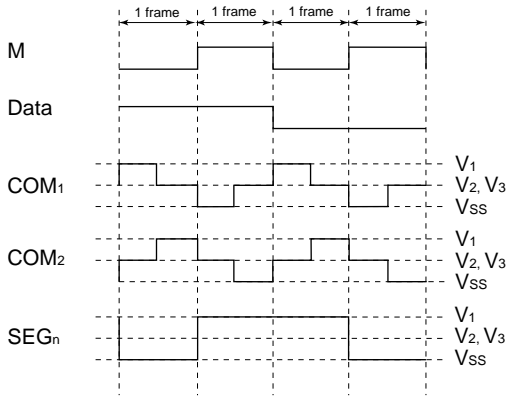 1 frame 1 frame 1 frame 1 frame
M
Data
COM1
V1
V2, V3
VSS
COM2
V1
V2, V3
VSS
SEGn
V1
V2, V3
VSS